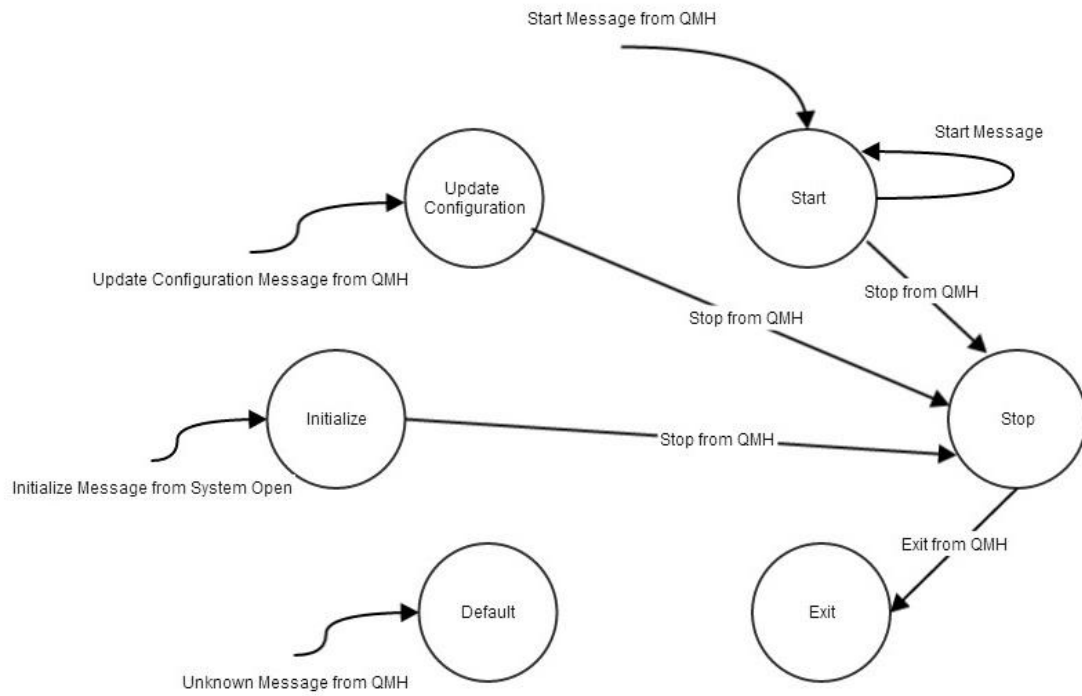 Start Message from QMH
Start Message
Update
Configuration
Start
Update Configuration Message from QMH
Stop from QMH
Stop from QMH
Initialize
Stop from QMH
Stop
Initialize Message from System Open
Exit from QMH
Default
Exit
Unknown Message from QMH